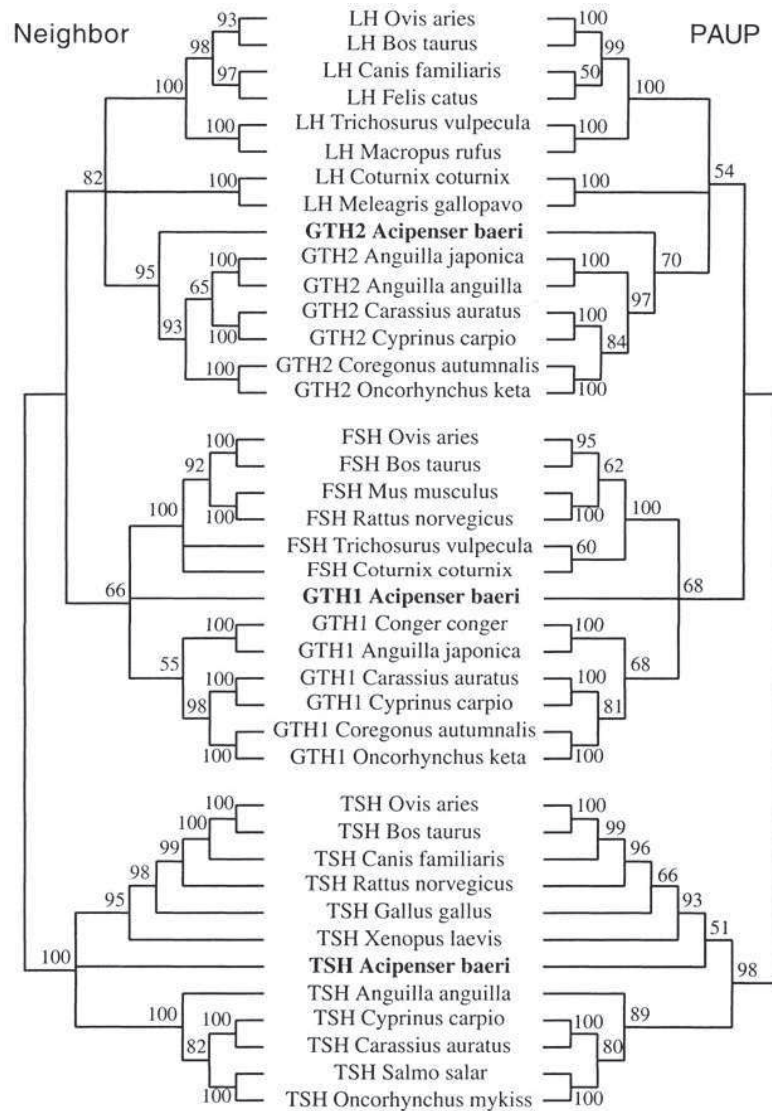 Neighbor PAUP
93 LH Ovis aries 100
98 LH Bos taurus 99
97 LH Canis familiaris 50
100 LH Felis catus 100
100 LH Trichosurus vulpecula 100
LH Macropus rufus
82 100 LH Coturnix coturnix 100 54
LH Meleagris gallopavo
GTH2 Acipenser baeri
95 100 GTH2 Anguilla japonica 100 70
65 GTH2 Anguilla anguilla
93 GTH2 Carassius auratus 100 97
100 GTH2 Cyprinus carpio 84
100 GTH2 Coregonus autumnalis
GTH2 Oncorhynchus keta 100
100 FSH Ovis aries 95
92 FSH Bos taurus 62
100 FSH Mus musculus 100
100 FSH Rattus norvegicus 100
FSH Trichosurus vulpecula 60
FSH Coturnix coturnix
66 GTH1 Acipenser baeri 68
100 GTH1 Conger conger 100
55 GTH1 Anguilla japonica 68
100 GTH1 Carassius auratus 100
98 GTH1 Cyprinus carpio 81
GTH1 Coregonus autumnalis
100 GTH1 Oncorhynchus keta 100
100 TSH Ovis aries 100
100 TSH Bos taurus 99
99 TSH Canis familiaris 96
98 TSH Rattus norvegicus 66
95 TSH Gallus gallus 93
TSH Xenopus laevis 51
100 TSH Acipenser baeri 98
100 TSH Anguilla anguilla 89
100 TSH Cyprinus carpio 100
82 TSH Carassius auratus 80
TSH Salmo salar
100 TSH Oncorhynchus mykiss 100